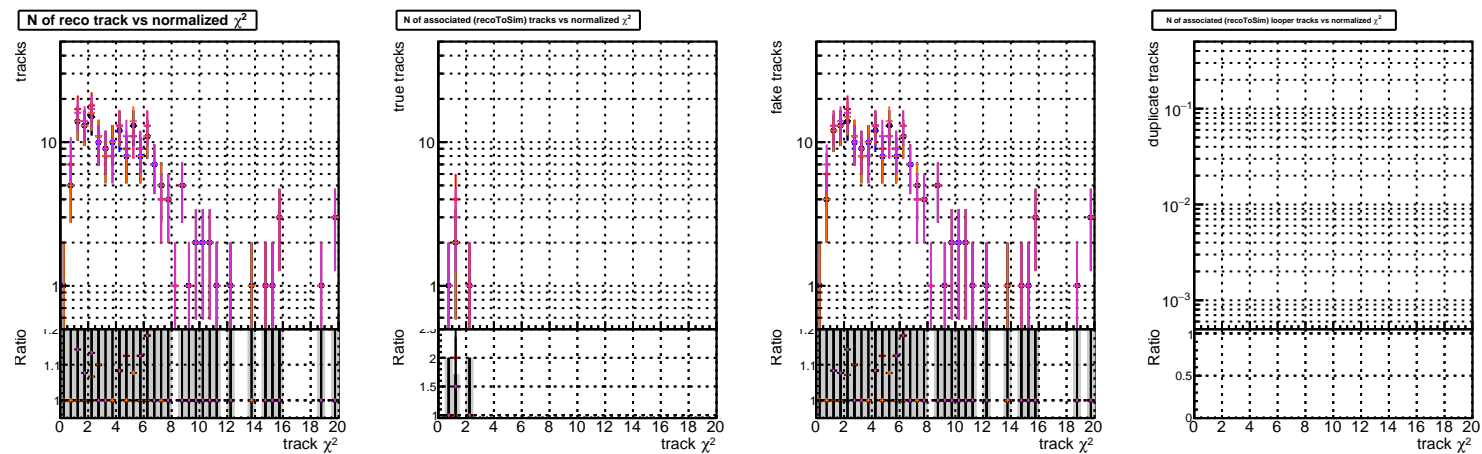 N of reco track vs normalized χ²
tracks
10
1
Ratio
1.2
1.1
1
0 2 4 6 8 10 12 14 16 18 20
track χ²
N of associated (recoToSim) tracks vs normalized χ²
true tracks
10
1
Ratio
2.5
2
1.5
1
0 2 4 6 8 10 12 14 16 18 20
track χ²
fake tracks
10
1
Ratio
1.2
1.1
1
0 2 4 6 8 10 12 14 16 18 20
track χ²
N of associated (recoToSim) looper tracks vs normalized χ²
duplicate tracks
10⁻¹
10⁻²
10⁻³
Ratio
1
0.5
0
0 2 4 6 8 10 12 14 16 18 20
track χ²